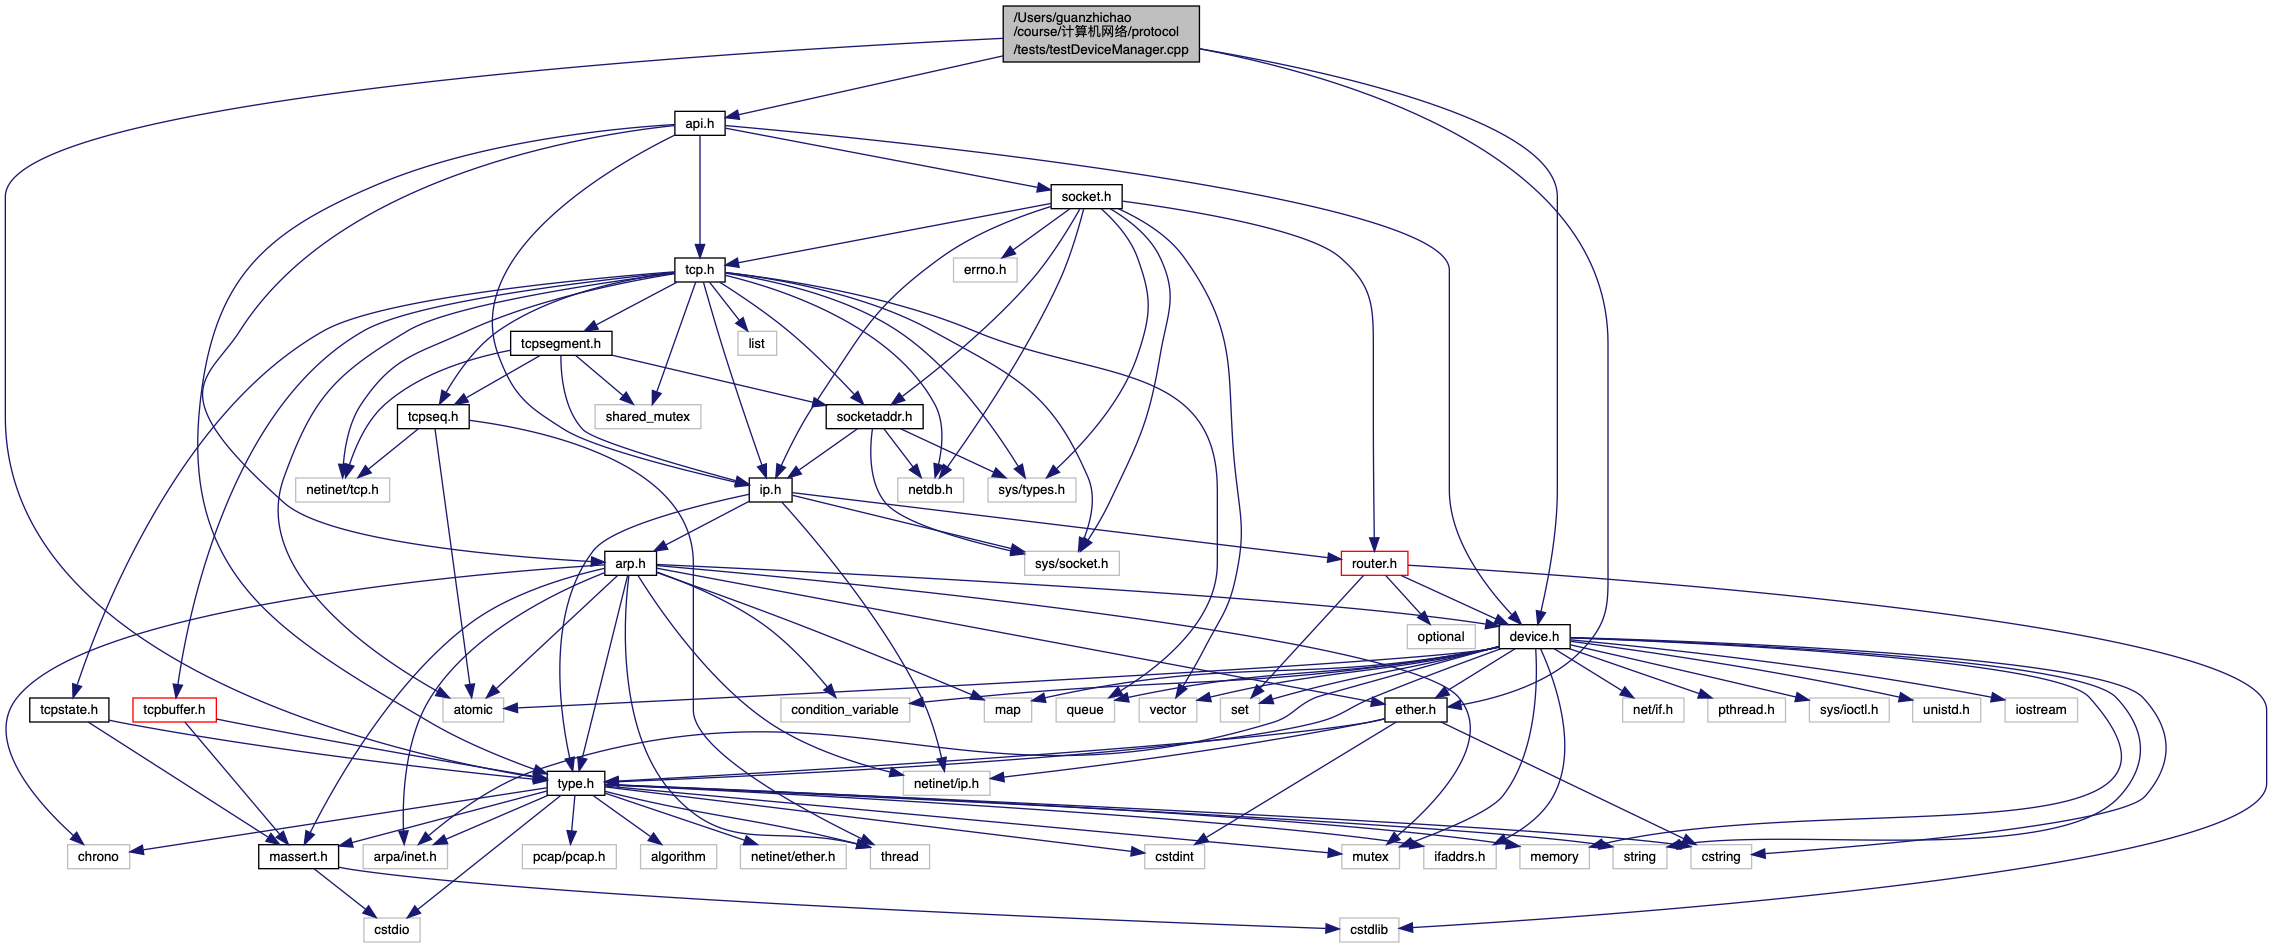 /Users/guanzhichao
/course/计算机网络/protocol
/tests/testDeviceManager.cpp
api.h
socket.h
tcp.h
errno.h
tcpsegment.h
list
tcpseq.h
shared_mutex
socketaddr.h
netinet/tcp.h
ip.h
netdb.h
sys/types.h
arp.h
sys/socket.h
router.h
optional
device.h
tcpstate.h
tcpbuffer.h
atomic
condition_variable
map
queue
vector
set
ether.h
net/if.h
pthread.h
sys/ioctl.h
unistd.h
iostream
type.h
netinet/ip.h
chrono
massert.h
arpa/inet.h
pcap/pcap.h
algorithm
netinet/ether.h
thread
cstdint
mutex
ifaddrs.h
memory
string
cstring
cstdio
cstdlib